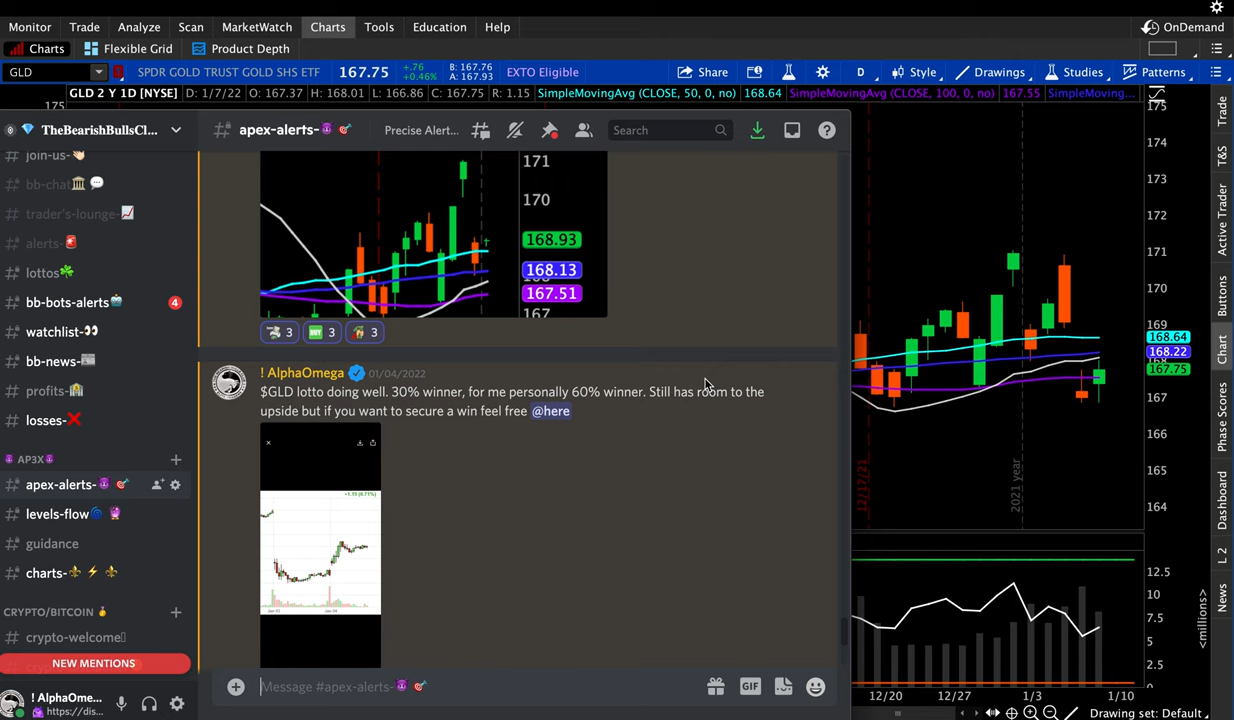 Monitor Trade Analyze Scan MarketWatch Charts Tools Education Help
OnDemand
Charts Flexible Grid Product Depth
GLD SPDR GOLD TRUST GOLD SHS ETF 167.75 +.76 +0.46% B: 167.76 A: 167.93 EXTO Eligible Share D Style Drawings Studies Patterns
GLD 2 Y 1D [NYSE] D: 1/7/22 O: 167.37 H: 168.01 L: 166.86 C: 167.75 R: 1.15 SimpleMovingAvg (CLOSE, 50, 0, no) 168.64 SimpleMovingAvg (CLOSE, 100, 0, no) 167.55 SimpleMoving...
175
TheBearishBullsCl...
apex-alerts-😈 🎯 Precise Alert... Search
join-us-👋🏻
bb-chat🏛 💬
trader's-lounge-📈
alerts-🚨
lottos☘️
bb-bots-alerts🤖 4
watchlist-👀
bb-news-📰
profits-🤑
losses-❌
😈 AP3X😈
apex-alerts-😈 🎯
levels-flow🌀 🔮
guidance
charts-⚜️ ⚡ ⚜️
CRYPTO/BITCOIN 🥇
crypto-welcome
NEW MENTIONS
! AlphaOme...
https://dis...
171
170
168.93
168.13
167.51
167
3 3 3
BUY
! AlphaOmega 01/04/2022
$GLD lotto doing well. 30% winner, for me personally 60% winner. Still has room to the
upside but if you want to secure a win feel free @here
Message #apex-alerts-😈 🎯
GIF
175
174
173
172
171
170
169
168.64
168.22
167.75
167
166
165
164
12/17/21
2021 year
12.5
10
7.5
5
2.5
0
<millions>
12/20 12/27 1/3 1/10
Drawing set: Default
Trade
T&S
Active Trader
Buttons
Chart
Phase Scores
Dashboard
L 2
News